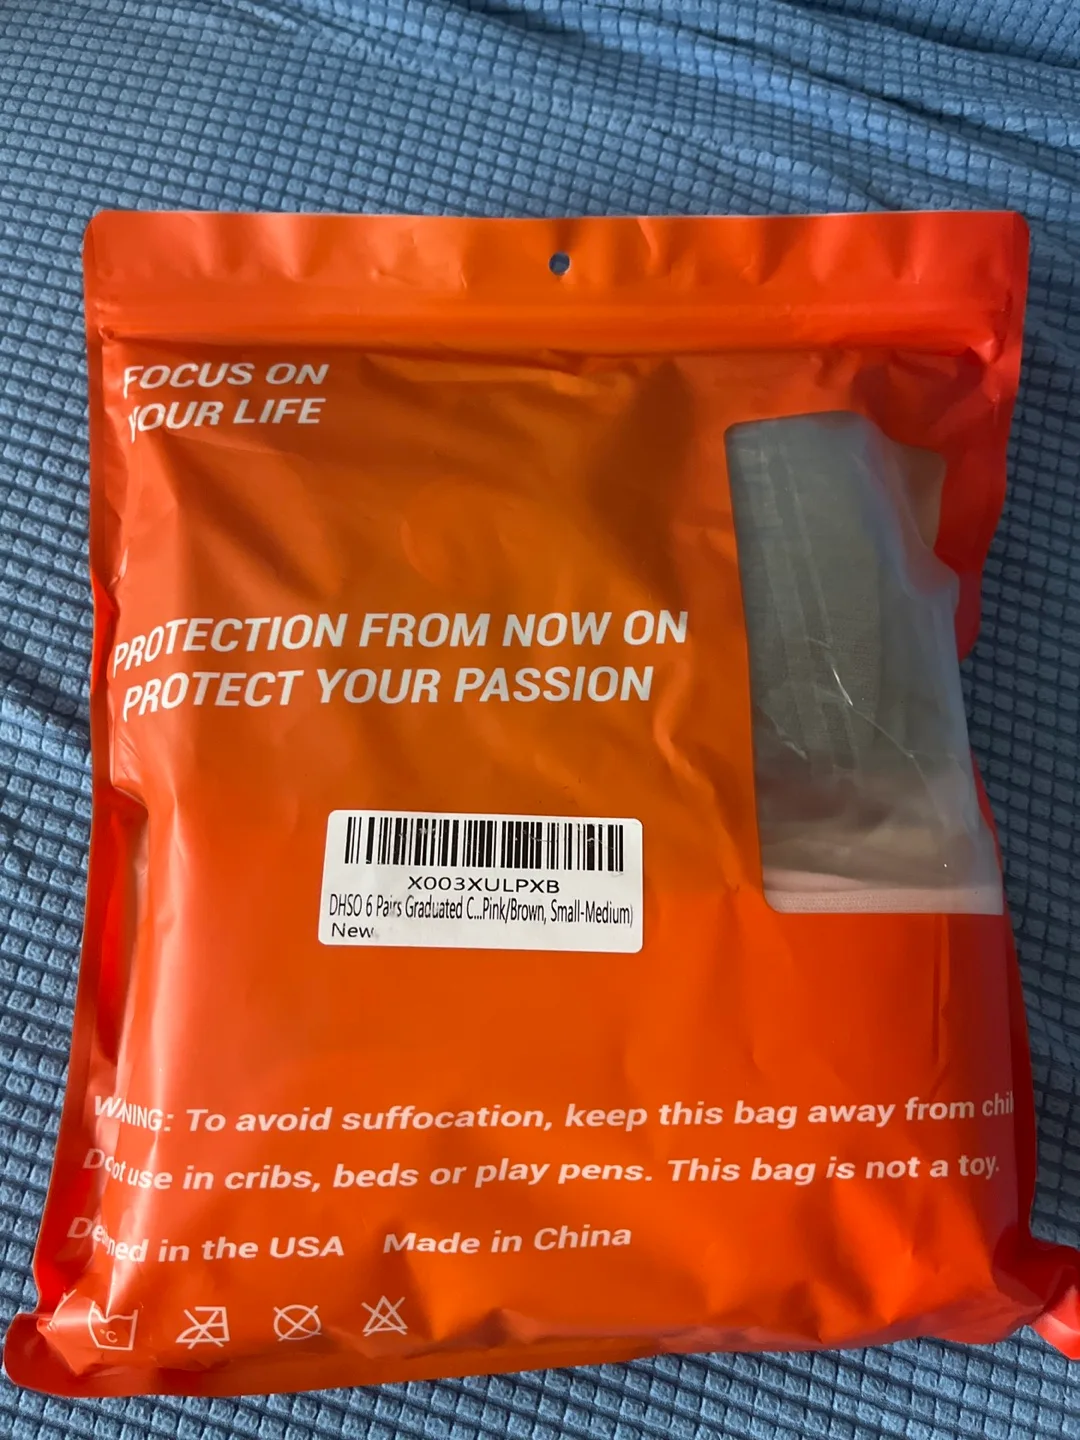 FOCUS ON
YOUR LIFE
PROTECTION FROM NOW ON
PROTECT YOUR PASSION
X003XULPXB
DHSO 6 Pairs Graduated C...Pink/Brown, Small-Medium)
New
To avoid suffocation, keep this bag away from
use in cribs, beds or play pens. This bag is not a toy.
in the USA Made in China
°C